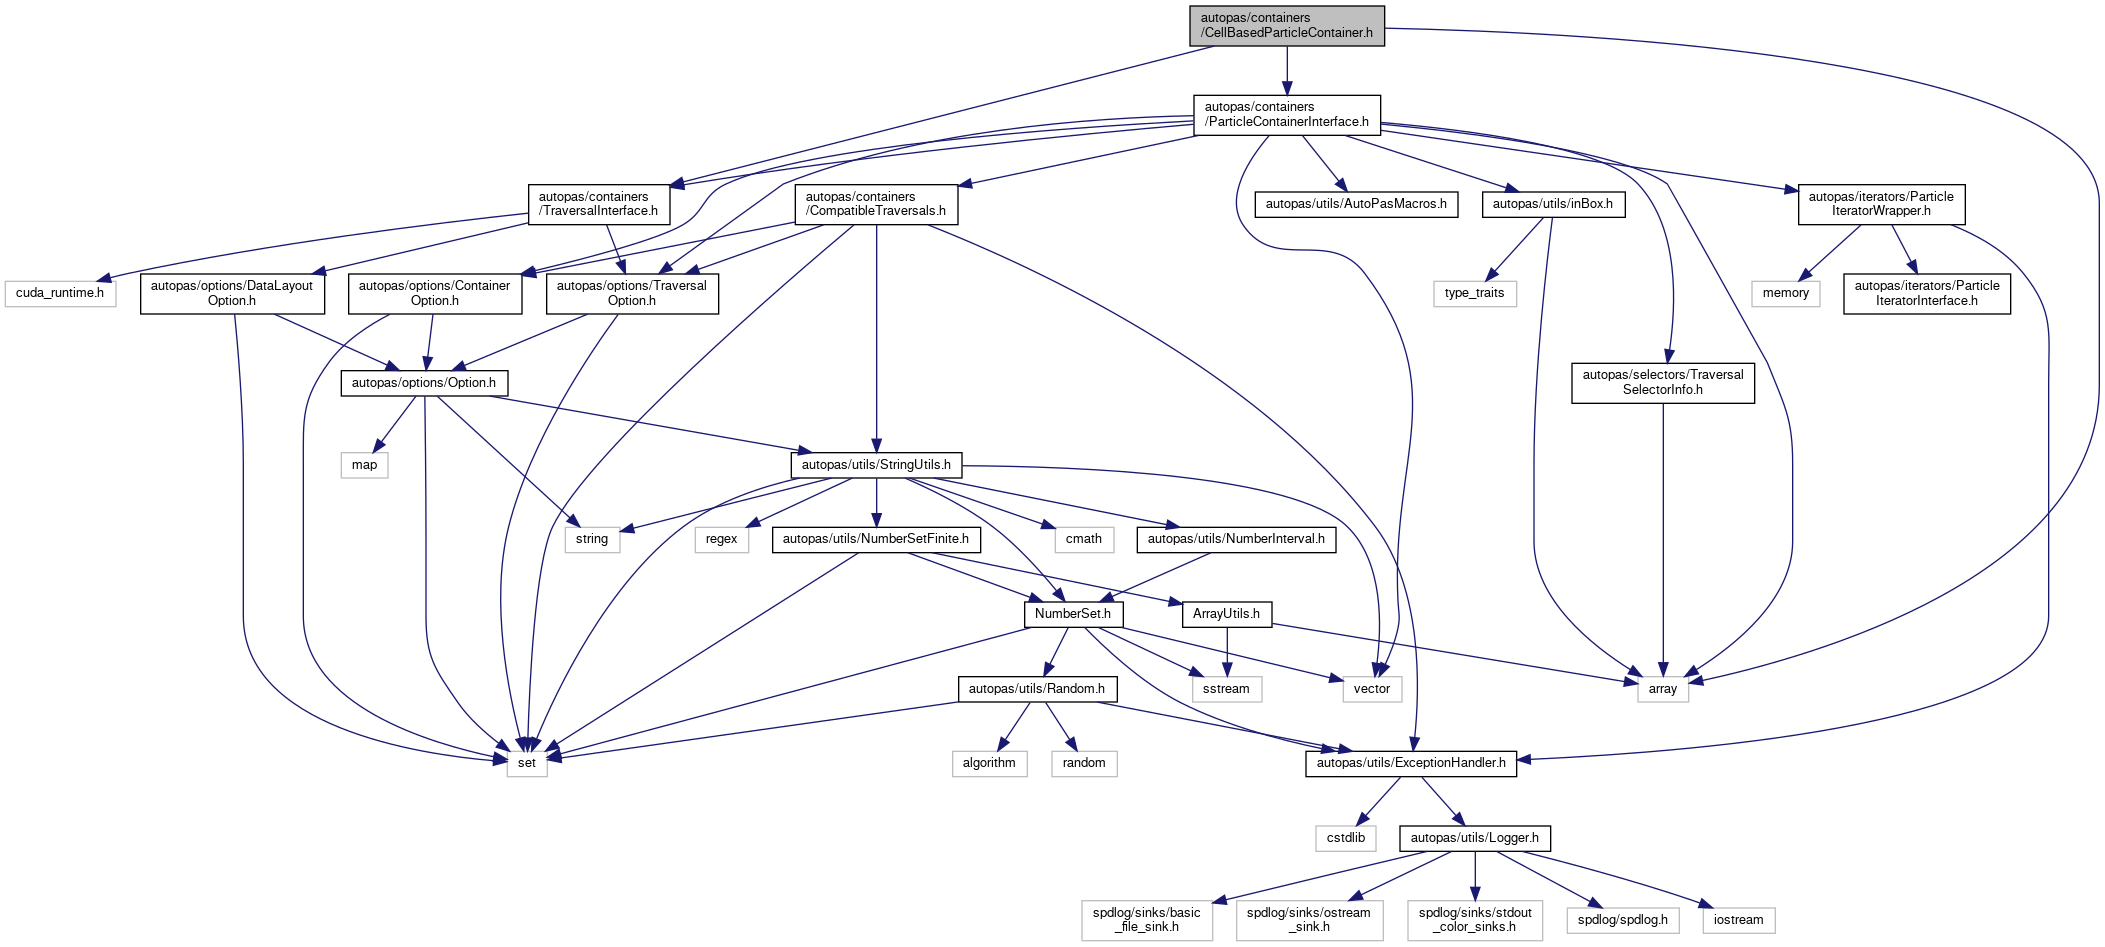 autopas/containers
/CellBasedParticleContainer.h
autopas/containers
/ParticleContainerInterface.h
autopas/containers
/TraversalInterface.h
autopas/containers
/CompatibleTraversals.h
autopas/utils/AutoPasMacros.h
autopas/utils/inBox.h
autopas/iterators/Particle
IteratorWrapper.h
cuda_runtime.h
autopas/options/DataLayout
Option.h
autopas/options/Container
Option.h
autopas/options/Traversal
Option.h
type_traits
memory
autopas/iterators/Particle
IteratorInterface.h
autopas/options/Option.h
autopas/selectors/Traversal
SelectorInfo.h
map
autopas/utils/StringUtils.h
string
regex
autopas/utils/NumberSetFinite.h
cmath
autopas/utils/NumberInterval.h
NumberSet.h
ArrayUtils.h
autopas/utils/Random.h
sstream
vector
array
set
algorithm
random
autopas/utils/ExceptionHandler.h
cstdlib
autopas/utils/Logger.h
spdlog/sinks/basic
_file_sink.h
spdlog/sinks/ostream
_sink.h
spdlog/sinks/stdout
_color_sinks.h
spdlog/spdlog.h
iostream